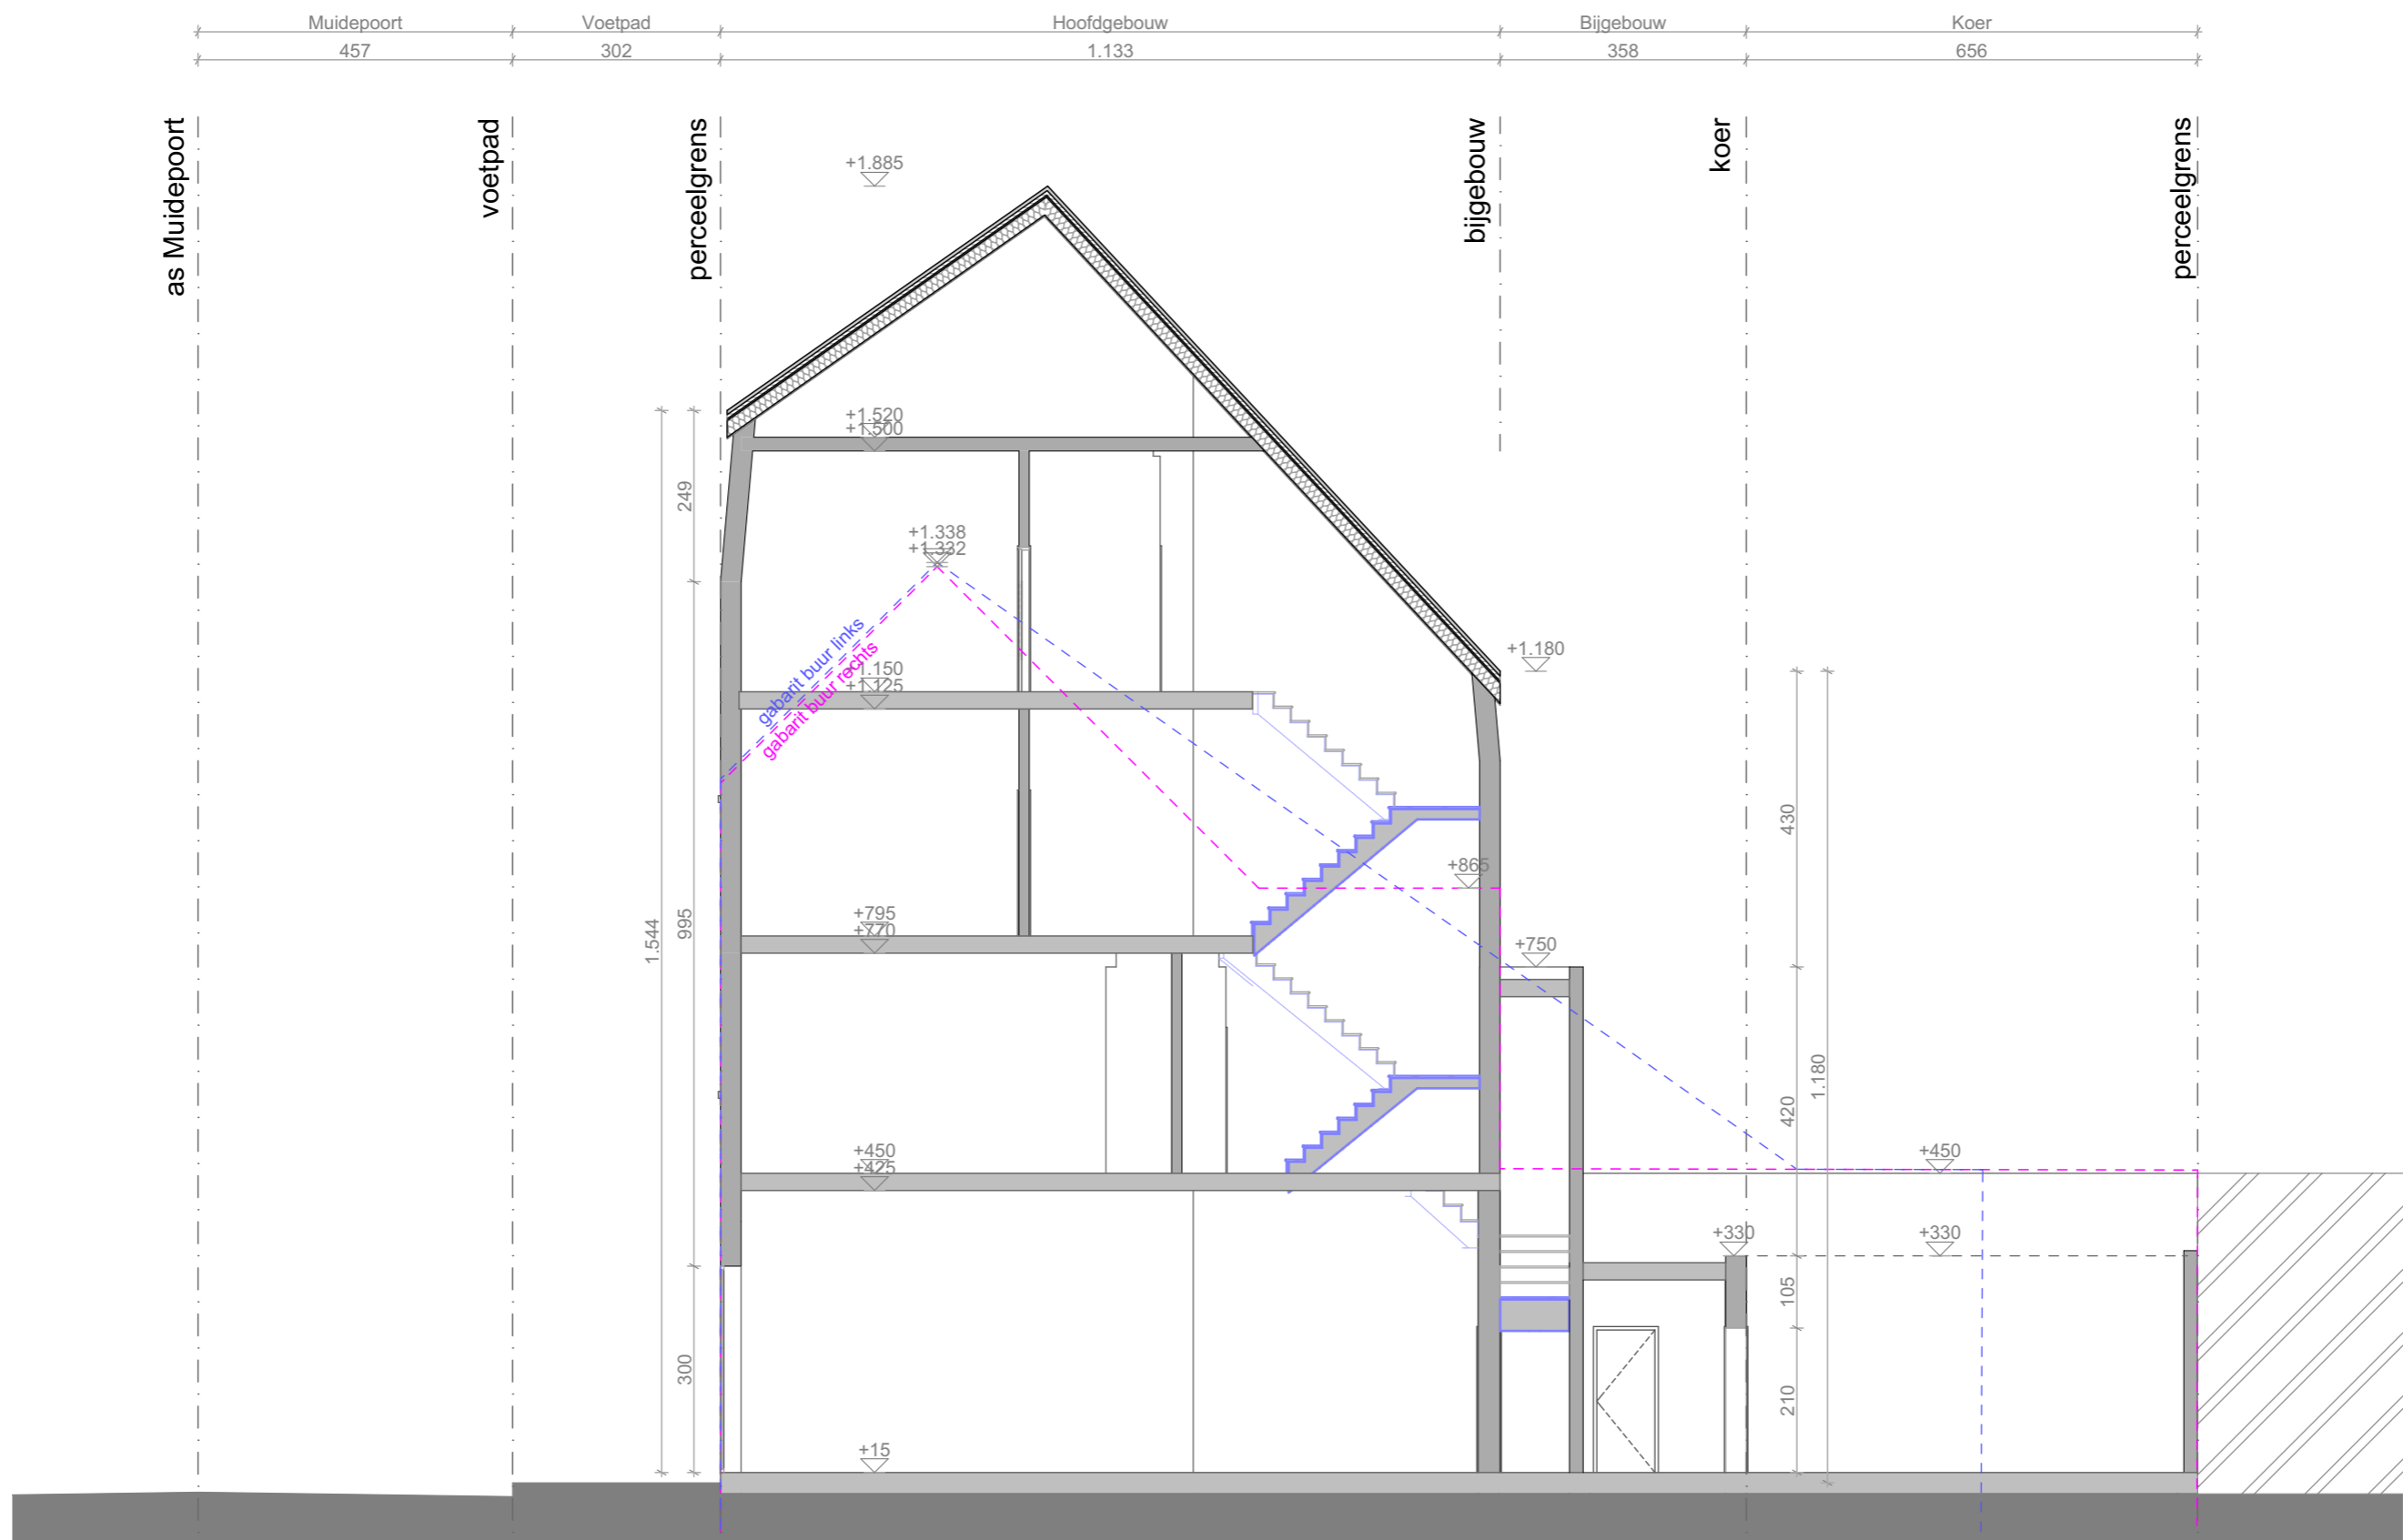 Muidepoort Voetpad Hoofdgebouw Bijgebouw Koer
457 302 1.133 358 656
as Muidepoort
voetpad
perceelgrens
bijgebouw
koer
perceelgrens
+1.885
+1.520
+1.500
249
+1.338
+1.332
gabarit buur links
gabarit buur rechts
+1.180
+1.150
+1.125
430
+865
1.544
995
+795
+770
+750
1.180
420
+450
+425
+450
+330
+330
105
300
210
+15